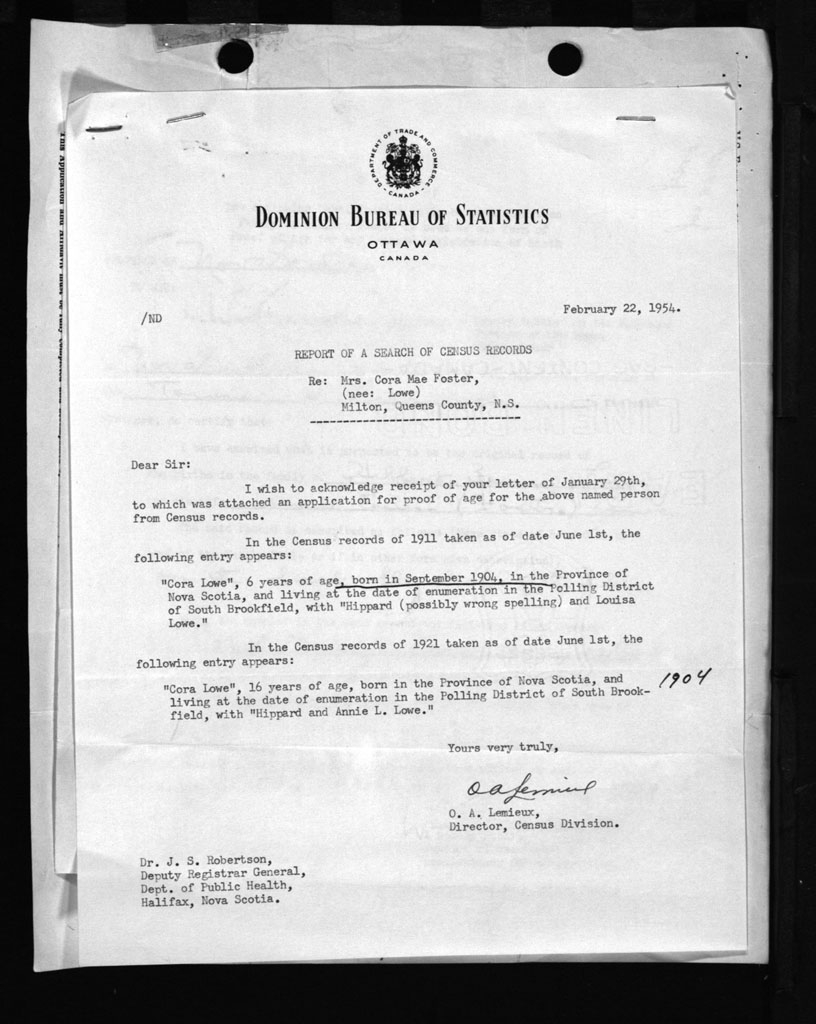 DEPARTMENT OF TRADE AND COMMERCE
CANADA
DOMINION BUREAU OF STATISTICS
OTTAWA
CANADA
February 22, 1954.
/ND
REPORT OF A SEARCH OF CENSUS RECORDS
Re: Mrs. Cora Mae Foster,
(nee: Lowe)
Milton, Queens County, N.S.
Dear Sir:
I wish to acknowledge receipt of your letter of January 29th,
to which was attached an application for proof of age for the above named person
from Census records.
In the Census records of 1911 taken as of date June 1st, the
following entry appears:
"Cora Lowe", 6 years of age, born in September 1904, in the Province of
Nova Scotia, and living at the date of enumeration in the Polling District
of South Brookfield, with "Hippard (possibly wrong spelling) and Louisa
Lowe."
In the Census records of 1921 taken as of date June 1st, the
following entry appears:
"Cora Lowe", 16 years of age, born in the Province of Nova Scotia, and 1904
living at the date of enumeration in the Polling District of South Brook-
field, with "Hippard and Annie L. Lowe."
Yours very truly,
O A Lemieux
O. A. Lemieux,
Director, Census Division.
Dr. J. S. Robertson,
Deputy Registrar General,
Dept. of Public Health,
Halifax, Nova Scotia.